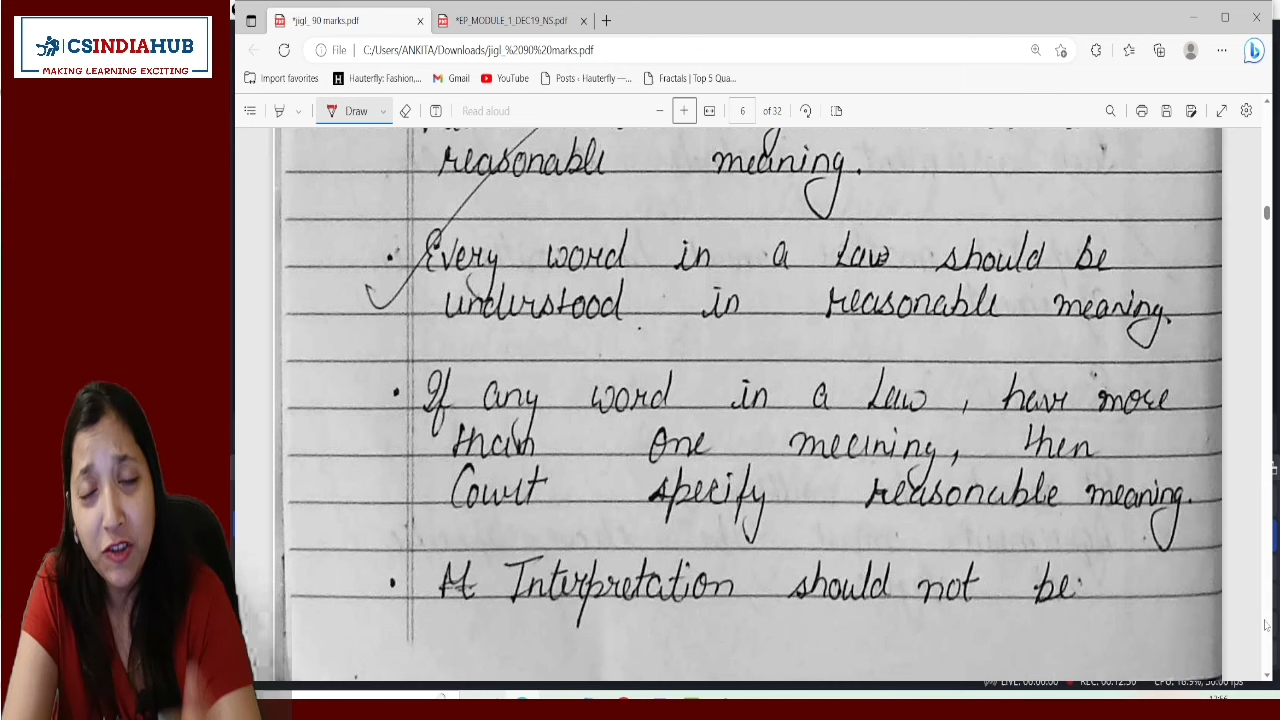 CSINDIAHUB
MAKING LEARNING EXCITING
*jigl_ 90 marks.pdf
*EP_MODULE_1_DEC19_NS.pdf
File
C:/Users/ANKITA/Downloads/jigl_%2090%20marks.pdf
Import favorites
Hauterfly: Fashion,...
Gmail
YouTube
Posts ‹ Hauterfly —...
Fractals | Top 5 Qua...
Draw
Read aloud
6 of 32
reasonable meaning.
• Every word in a Law should be
understood in reasonable meaning.
• If any word in a Law, have more
than one meaning, then
Court specify reasonable meaning.
• At Interpretation should not be: